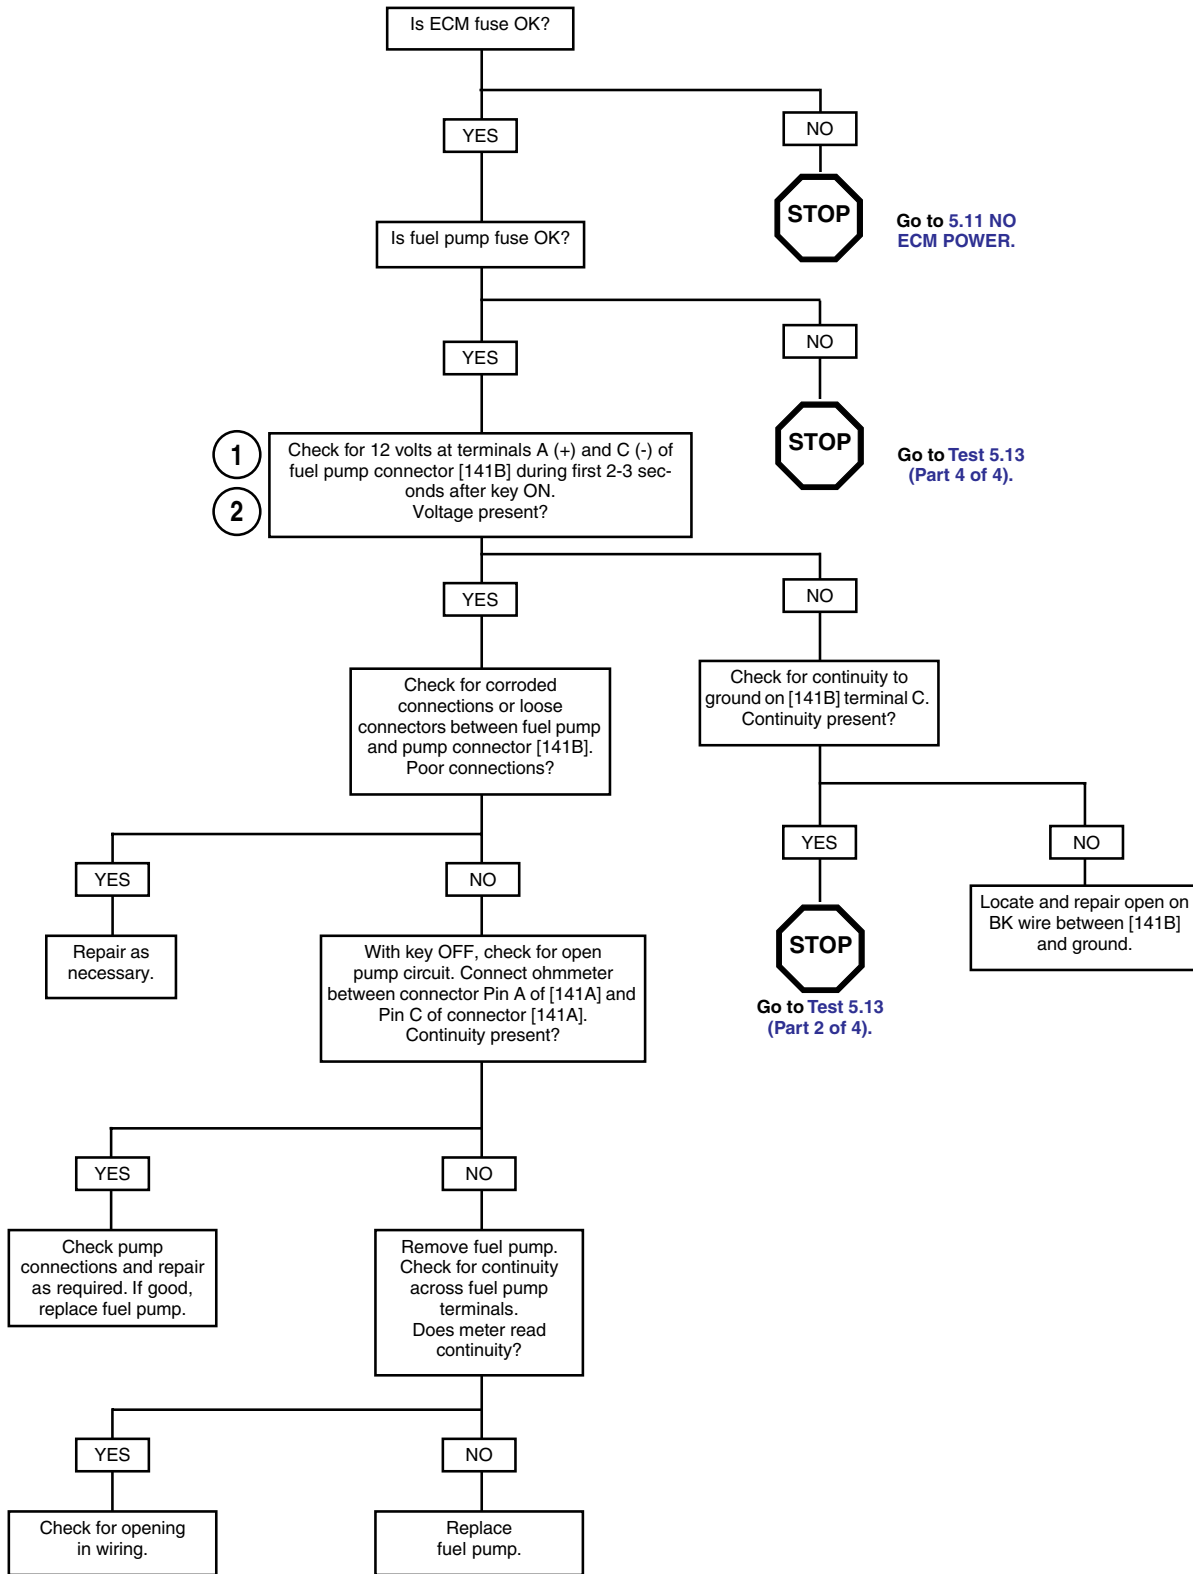 Is ECM fuse OK?
YES
NO
STOP
Go to 5.11 NO
ECM POWER.
Is fuel pump fuse OK?
YES
NO
STOP
Go to Test 5.13
(Part 4 of 4).
1
2
Check for 12 volts at terminals A (+) and C (-) of
fuel pump connector [141B] during first 2-3 sec-
onds after key ON.
Voltage present?
YES
NO
Check for corroded
connections or loose
connectors between fuel pump
and pump connector [141B].
Poor connections?
Check for continuity to
ground on [141B] terminal C.
Continuity present?
YES
NO
YES
NO
Repair as
necessary.
With key OFF, check for open
pump circuit. Connect ohmmeter
between connector Pin A of [141A] and
Pin C of connector [141A].
Continuity present?
STOP
Go to Test 5.13
(Part 2 of 4).
Locate and repair open on
BK wire between [141B]
and ground.
YES
NO
Check pump
connections and repair
as required. If good,
replace fuel pump.
Remove fuel pump.
Check for continuity
across fuel pump
terminals.
Does meter read
continuity?
YES
NO
Check for opening
in wiring.
Replace
fuel pump.